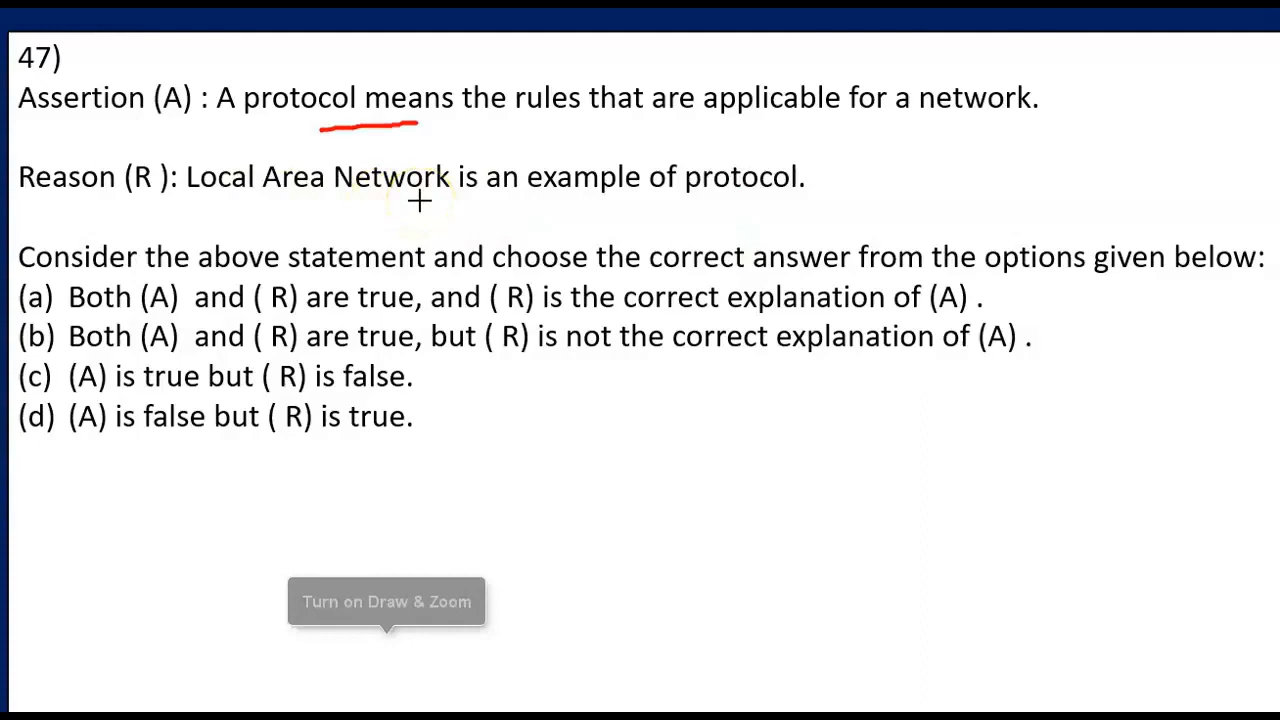 47)
Assertion (A) : A protocol means the rules that are applicable for a network.
Reason (R ): Local Area Network is an example of protocol.
Consider the above statement and choose the correct answer from the options given below:
(a) Both (A) and ( R) are true, and ( R) is the correct explanation of (A) .
(b) Both (A) and ( R) are true, but ( R) is not the correct explanation of (A) .
(c) (A) is true but ( R) is false.
(d) (A) is false but ( R) is true.
Turn on Draw & Zoom